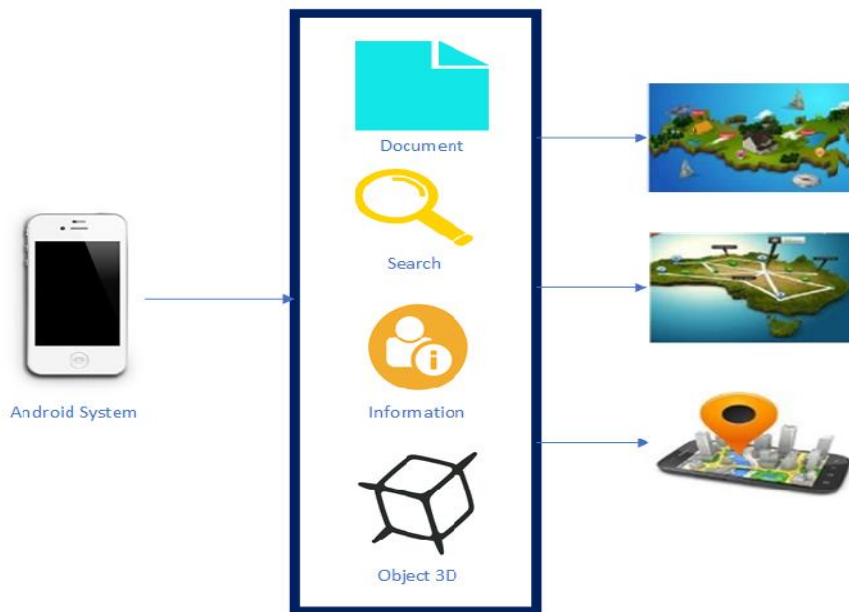 Document
Search
Android System
Information
Object 3D